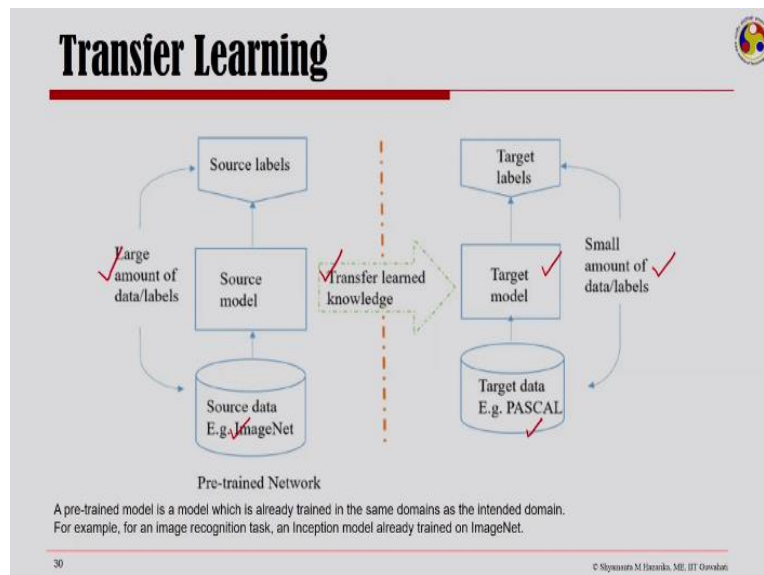 Transfer Learning
Source labels
Large
amount of
data/labels
Source
model
Source data
E.g. ImageNet
Pre-trained Network
Transfer learned
knowledge
Target
labels
Target
model
Small
amount of
data/labels
Target data
E.g. PASCAL
A pre-trained model is a model which is already trained in the same domains as the intended domain.
For example, for an image recognition task, an Inception model already trained on ImageNet.
30
© Shyamanta M Hazarika, ME, IIT Guwahati